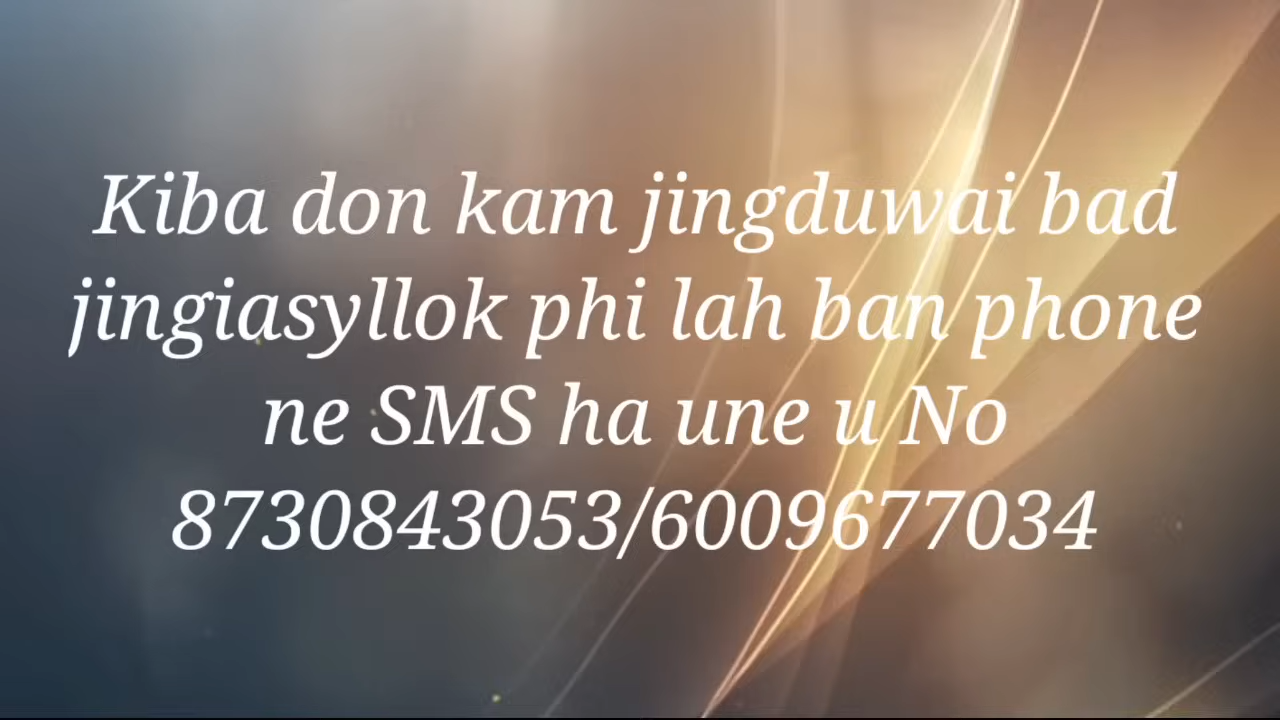 Kiba don kam jingduwai bad
jingiasyllok phi lah ban phone
ne SMS ha une u No
8730843053/6009677034